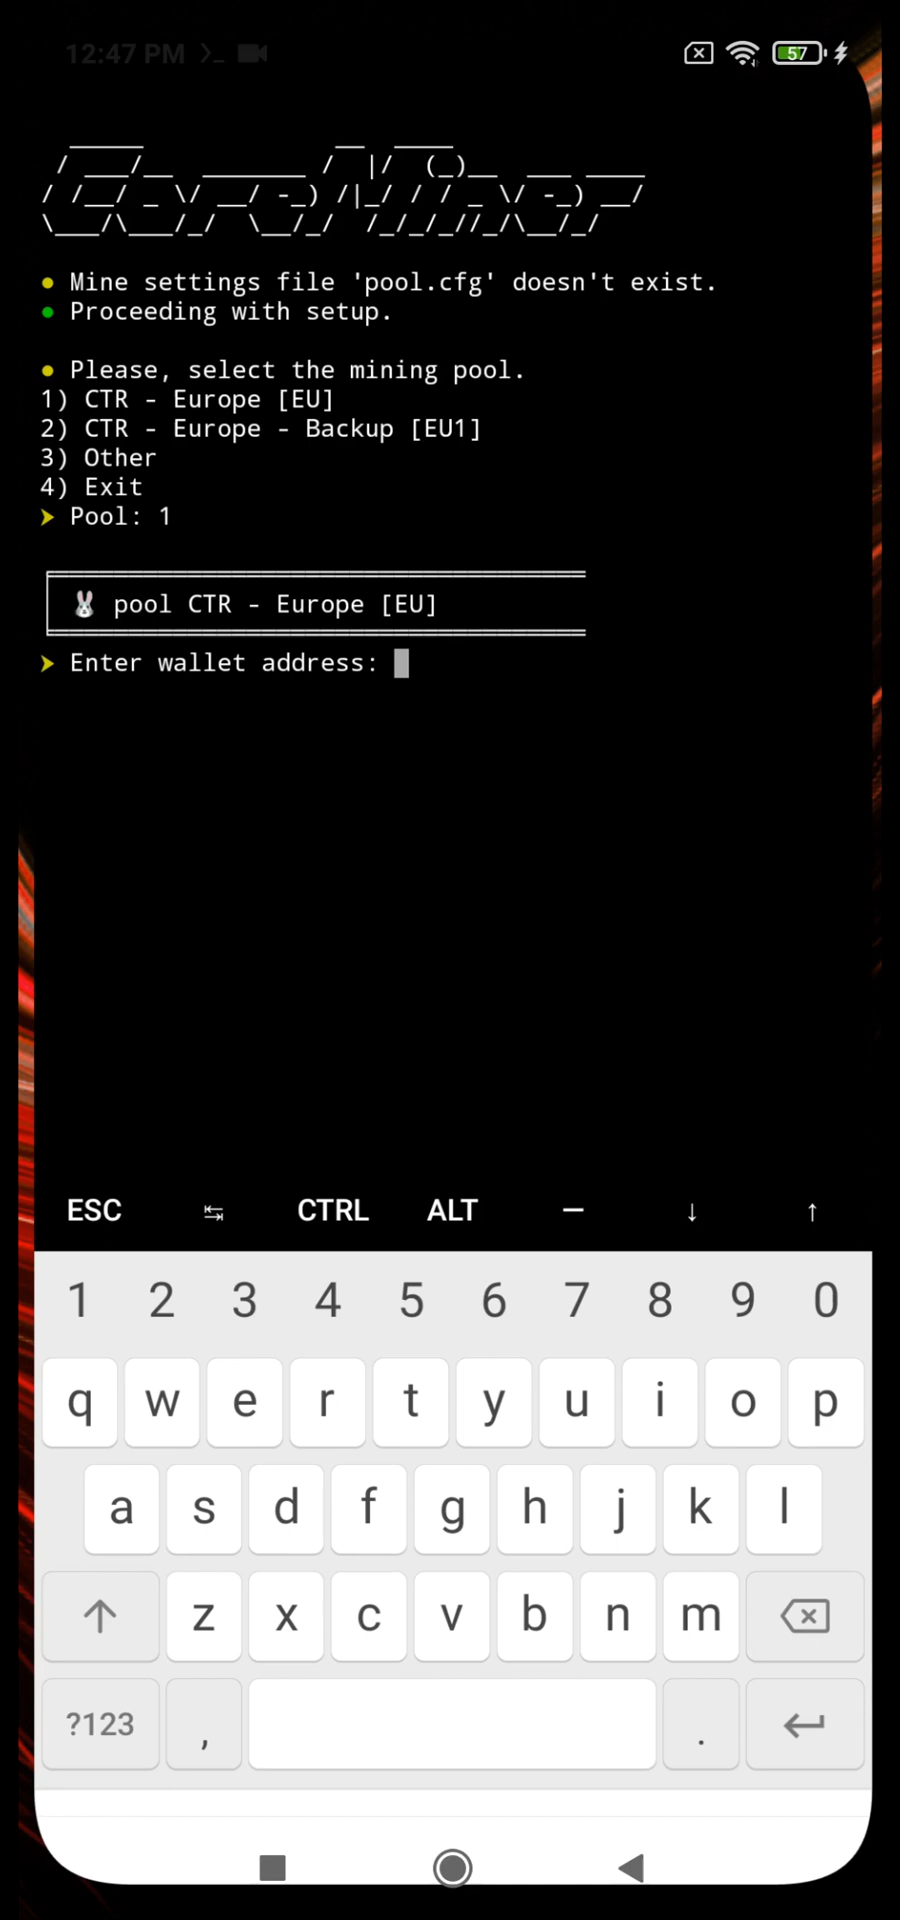 12:47 PM
57
CoreMiner
● Mine settings file 'pool.cfg' doesn't exist.
● Proceeding with setup.
● Please, select the mining pool.
1) CTR - Europe [EU]
2) CTR - Europe - Backup [EU1]
3) Other
4) Exit
➤ Pool: 1
🐰 pool CTR - Europe [EU]
➤ Enter wallet address:
ESC ↹ CTRL ALT — ↓ ↑
1 2 3 4 5 6 7 8 9 0
q w e r t y u i o p
a s d f g h j k l
z x c v b n m
?123 , .